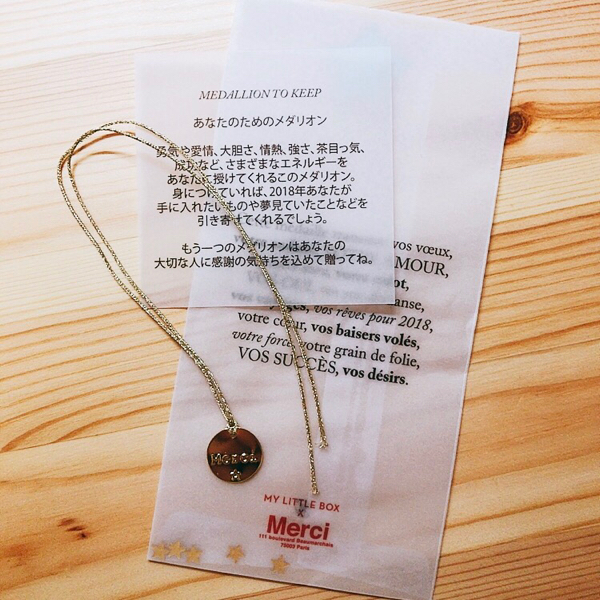 MEDALLION TO KEEP
あなたのためのメダリオン
勇気や愛情、大胆さ、情熱、強さ、茶目っ気、
成功など、さまざまなエネルギーを
あなたに授けてくれるこのメダリオン。
身につけていれば、2018年あなたが
手に入れたいものや夢見ていたことなどを
引き寄せてくれるでしょう。
もう一つのメダリオンはあなたの
大切な人に感謝の気持ちを込めて贈ってね。
vos vœux,
vos rêves pour 2018,
votre cœur, vos baisers volés,
votre force, votre grain de folie,
VOS SUCCÈS, vos désirs.
Merci
MY LITTLE BOX
X
Merci
111 boulevard Beaumarchais
75003 Paris